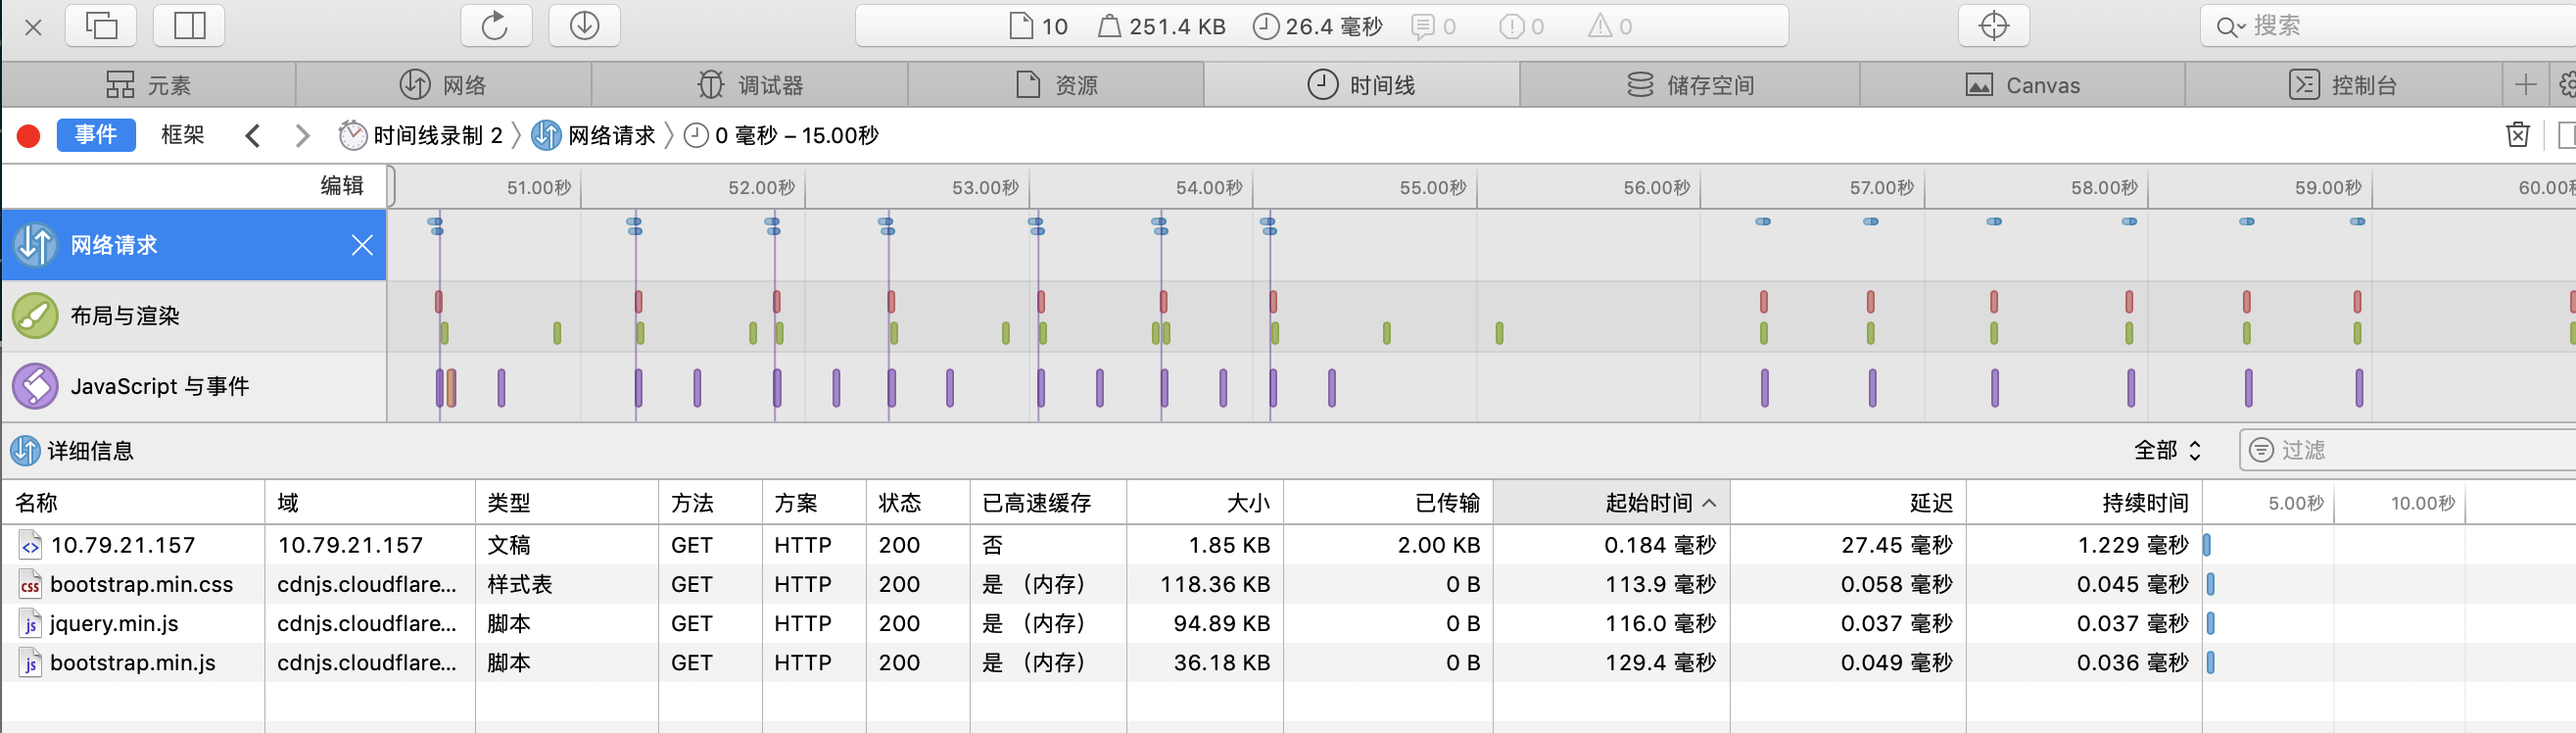 10 251.4 KB 26.4 毫秒 0 0 0 搜索
元素 网络 调试器 资源 时间线 储存空间 Canvas 控制台
事件 框架 时间线录制 2 网络请求 0 毫秒 – 15.00秒
编辑 51.00秒 52.00秒 53.00秒 54.00秒 55.00秒 56.00秒 57.00秒 58.00秒 59.00秒 60.00秒
网络请求
布局与渲染
JavaScript 与事件
详细信息 全部 过滤
名称 域 类型 方法 方案 状态 已高速缓存 大小 已传输 起始时间 延迟 持续时间 5.00秒 10.00秒
10.79.21.157 10.79.21.157 文稿 GET HTTP 200 否 1.85 KB 2.00 KB 0.184 毫秒 27.45 毫秒 1.229 毫秒
css bootstrap.min.css cdnjs.cloudflare... 样式表 GET HTTP 200 是 （内存） 118.36 KB 0 B 113.9 毫秒 0.058 毫秒 0.045 毫秒
js jquery.min.js cdnjs.cloudflare... 脚本 GET HTTP 200 是 （内存） 94.89 KB 0 B 116.0 毫秒 0.037 毫秒 0.037 毫秒
js bootstrap.min.js cdnjs.cloudflare... 脚本 GET HTTP 200 是 （内存） 36.18 KB 0 B 129.4 毫秒 0.049 毫秒 0.036 毫秒